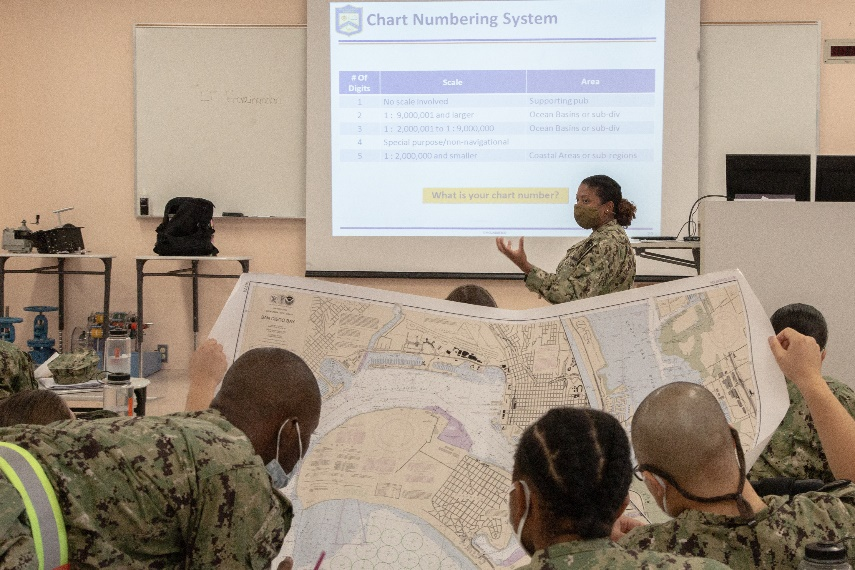 Chart Numbering System
# Of Digits Scale Area
1 No scale involved Supporting pub
2 1 : 9,000,001 and larger Ocean Basins or sub-div
3 1 : 2,000,001 to 1 : 9,000,000 Ocean Basins or sub-div
4 Special purpose/non-navigational
5 1 : 2,000,000 and smaller Coastal Areas or sub-regions
What is your chart number?
SAN DIEGO BAY